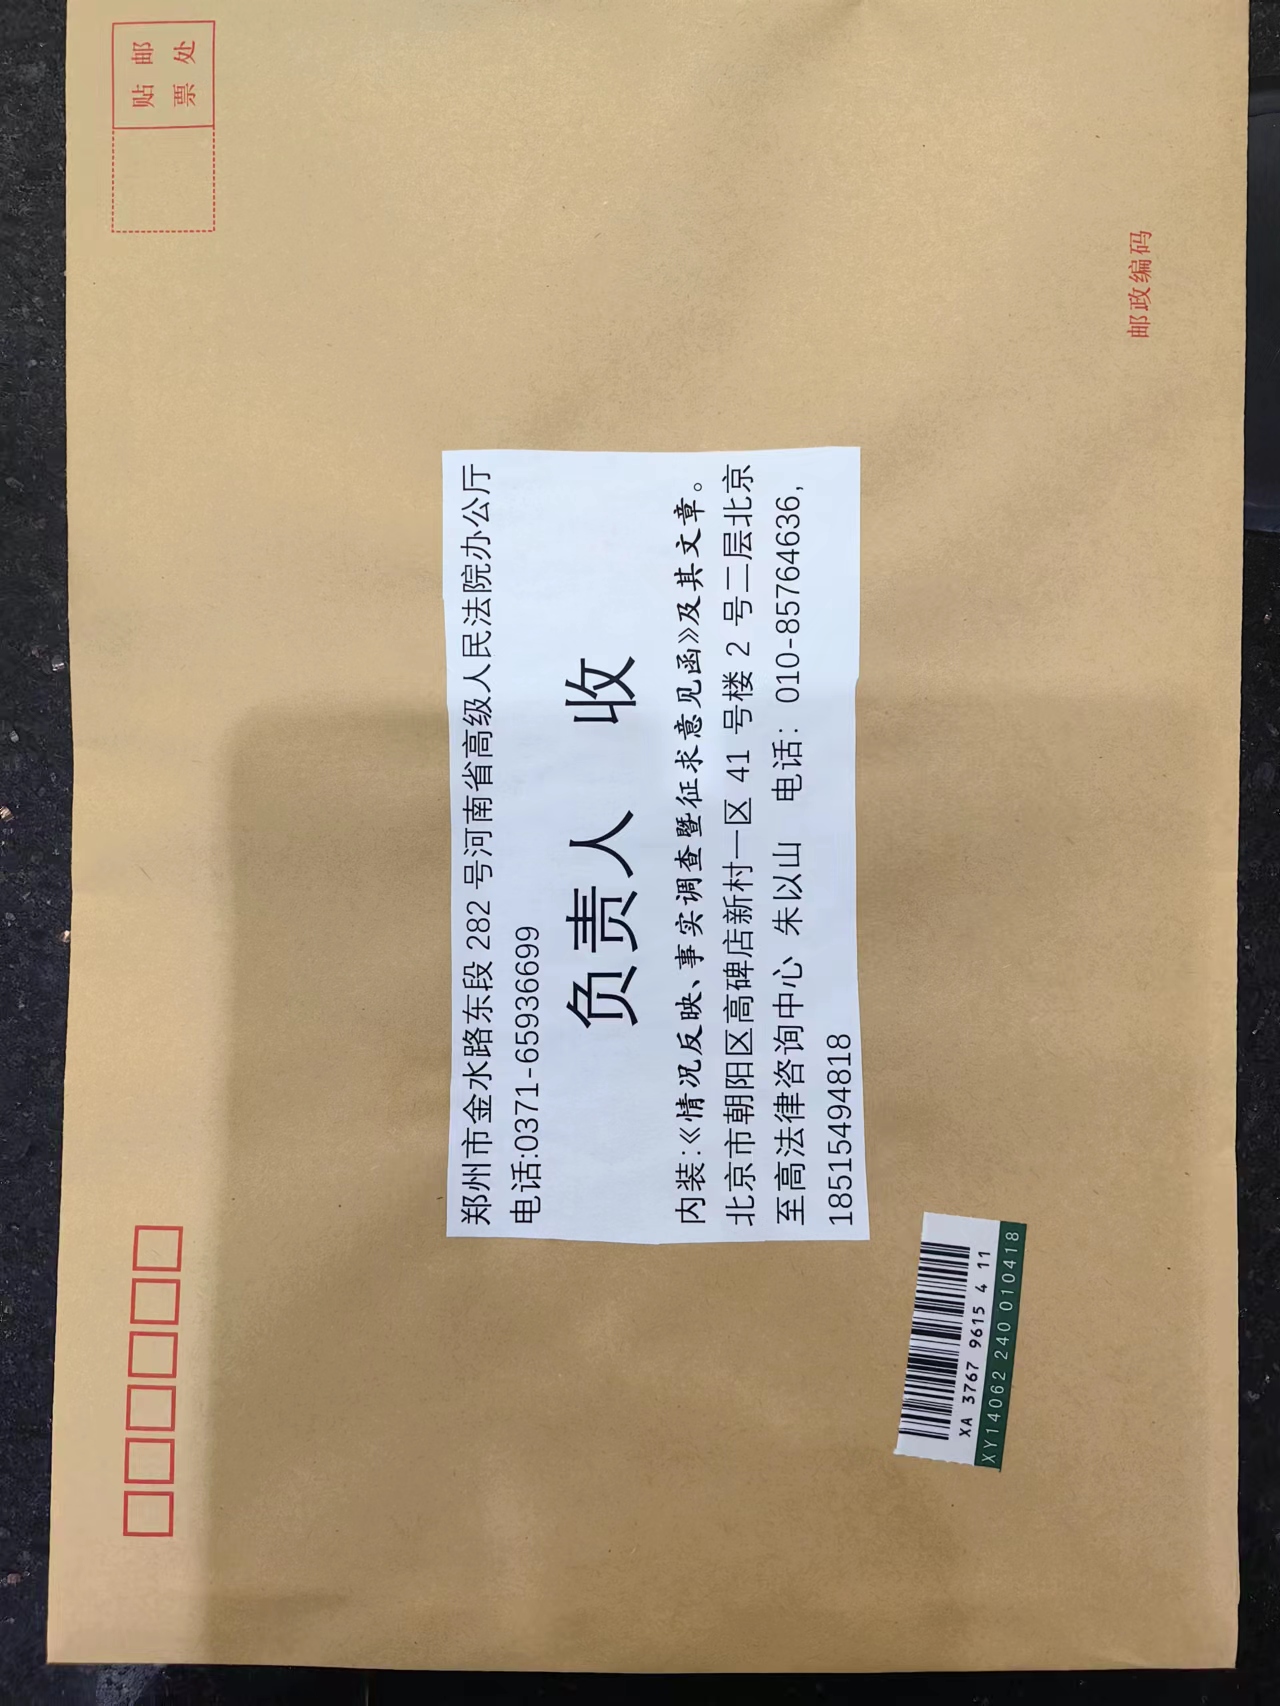 贴 邮
票 处
郑州市金水路东段 282 号河南省高级人民法院办公厅
电话:0371-65936699
负责人 收
内装:《情况反映、事实调查暨征求意见函》及其文章。
北京市朝阳区高碑店新村一区 41 号楼 2 号二层北京
至高法律咨询中心 朱以山 电话：010-85764636，
18515494818
XA 3767 9615 4 11
XY14062 240 010418
邮政编码